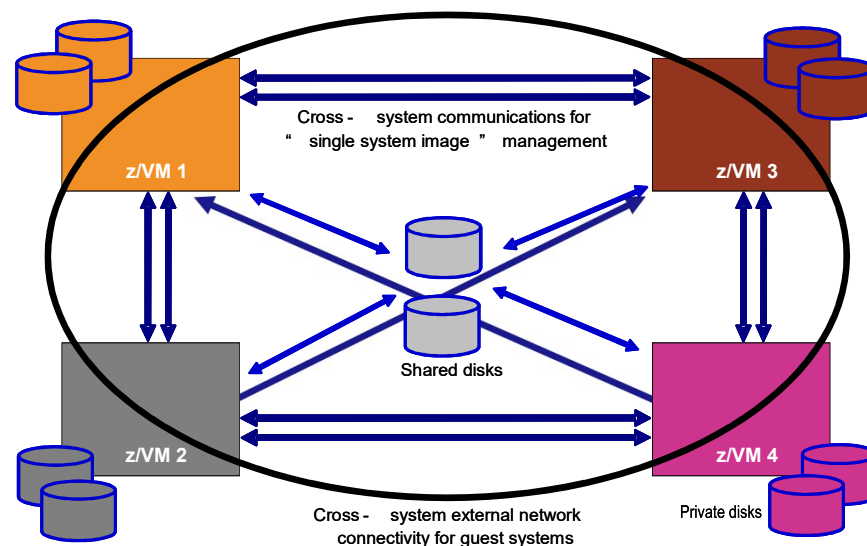 Cross - system communications for
“ single system image ” management
z/VM 1
z/VM 3
Shared disks
z/VM 2
z/VM 4
Private disks
Cross - system external network
connectivity for guest systems